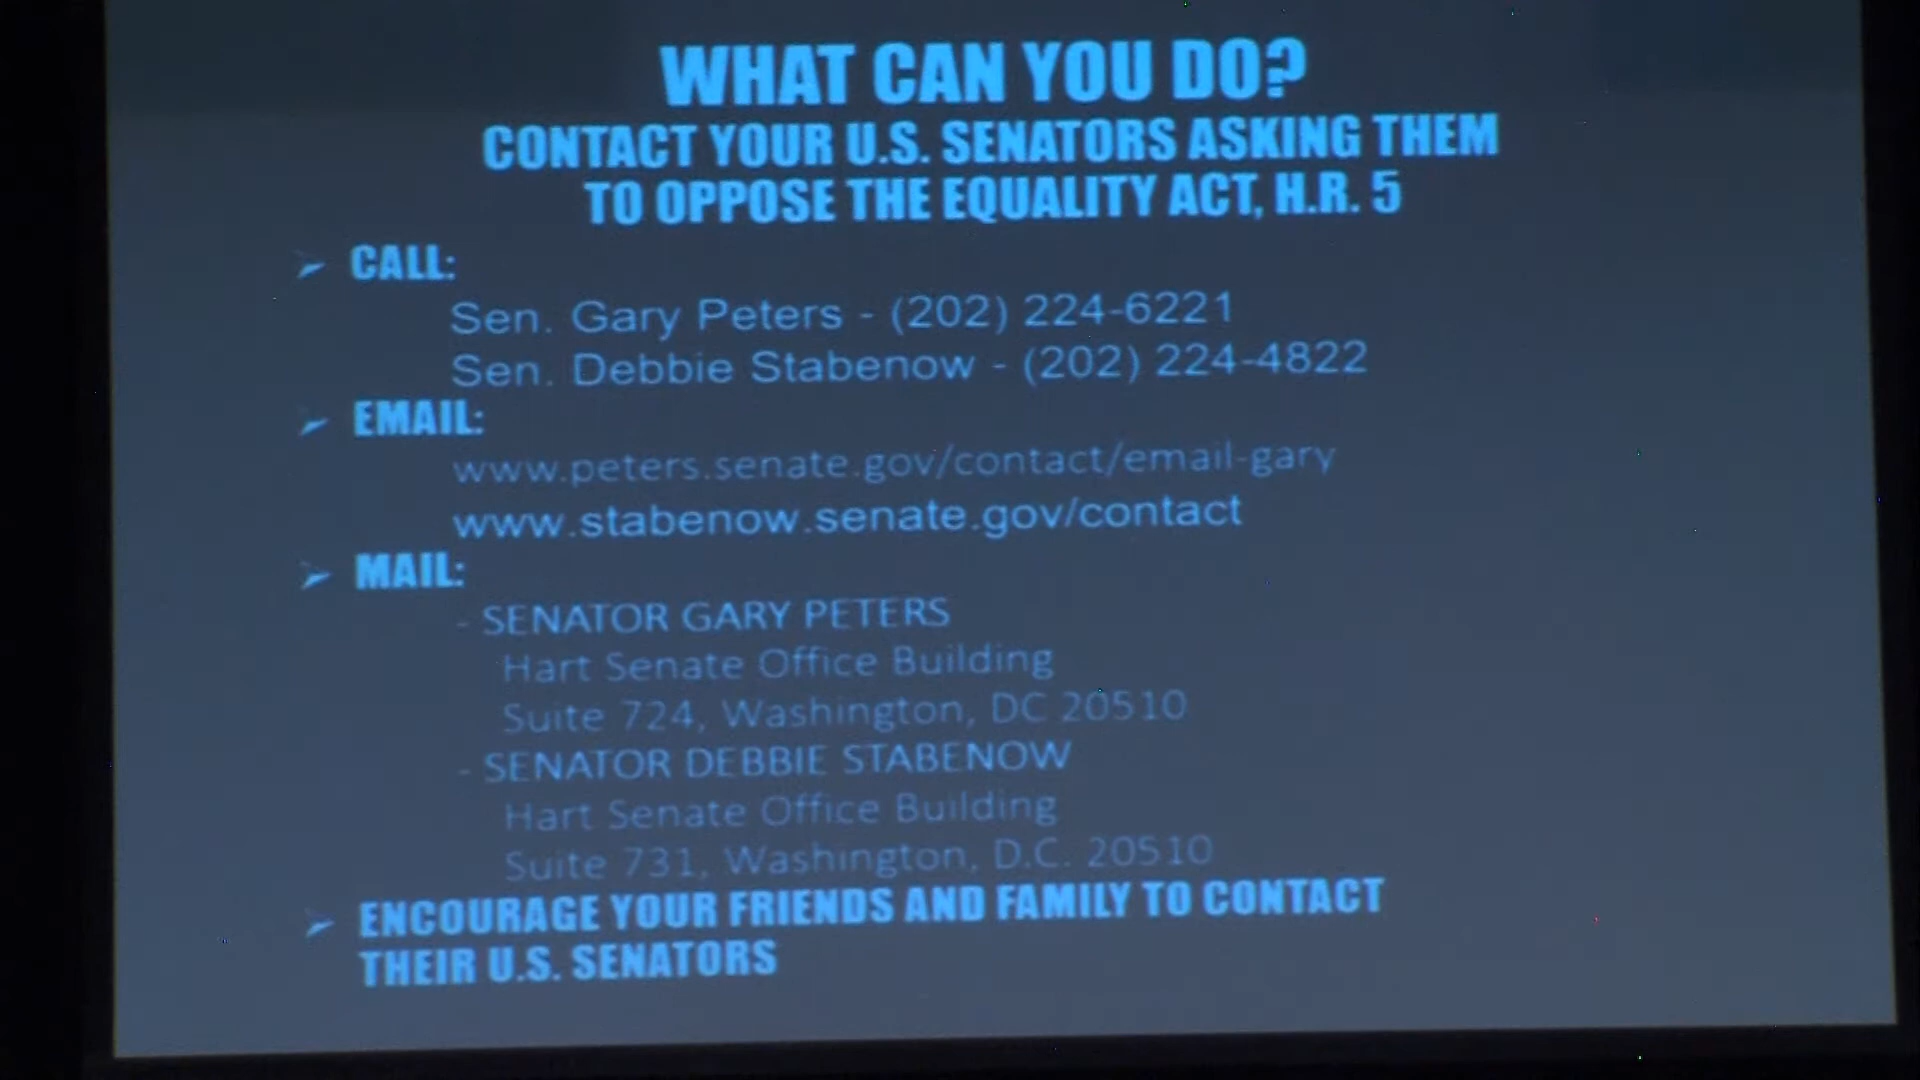 WHAT CAN YOU DO?
CONTACT YOUR U.S. SENATORS ASKING THEM
TO OPPOSE THE EQUALITY ACT, H.R. 5
➢ CALL:
Sen. Gary Peters - (202) 224-6221
Sen. Debbie Stabenow - (202) 224-4822
➢ EMAIL:
www.peters.senate.gov/contact/email-gary
www.stabenow.senate.gov/contact
➢ MAIL:
- SENATOR GARY PETERS
Hart Senate Office Building
Suite 724, Washington, DC 20510
- SENATOR DEBBIE STABENOW
Hart Senate Office Building
Suite 731, Washington, D.C. 20510
➢ ENCOURAGE YOUR FRIENDS AND FAMILY TO CONTACT
THEIR U.S. SENATORS